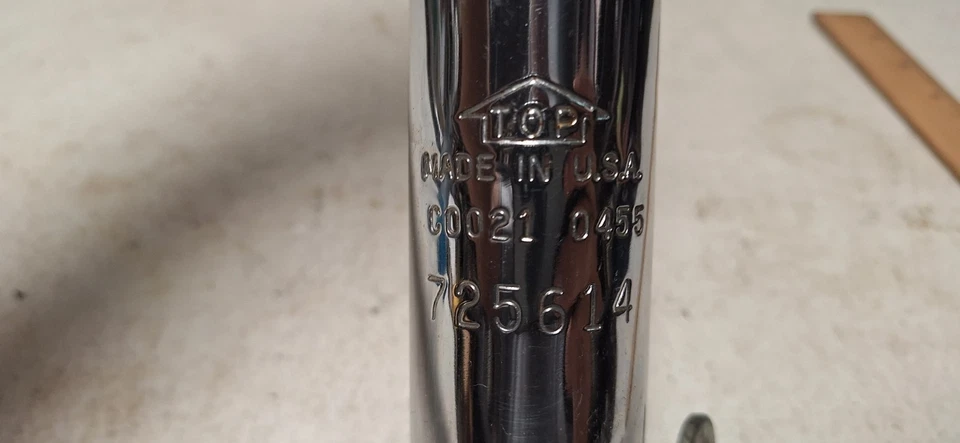 TOP
MADE IN U.S.A.
C0021 0455
725614